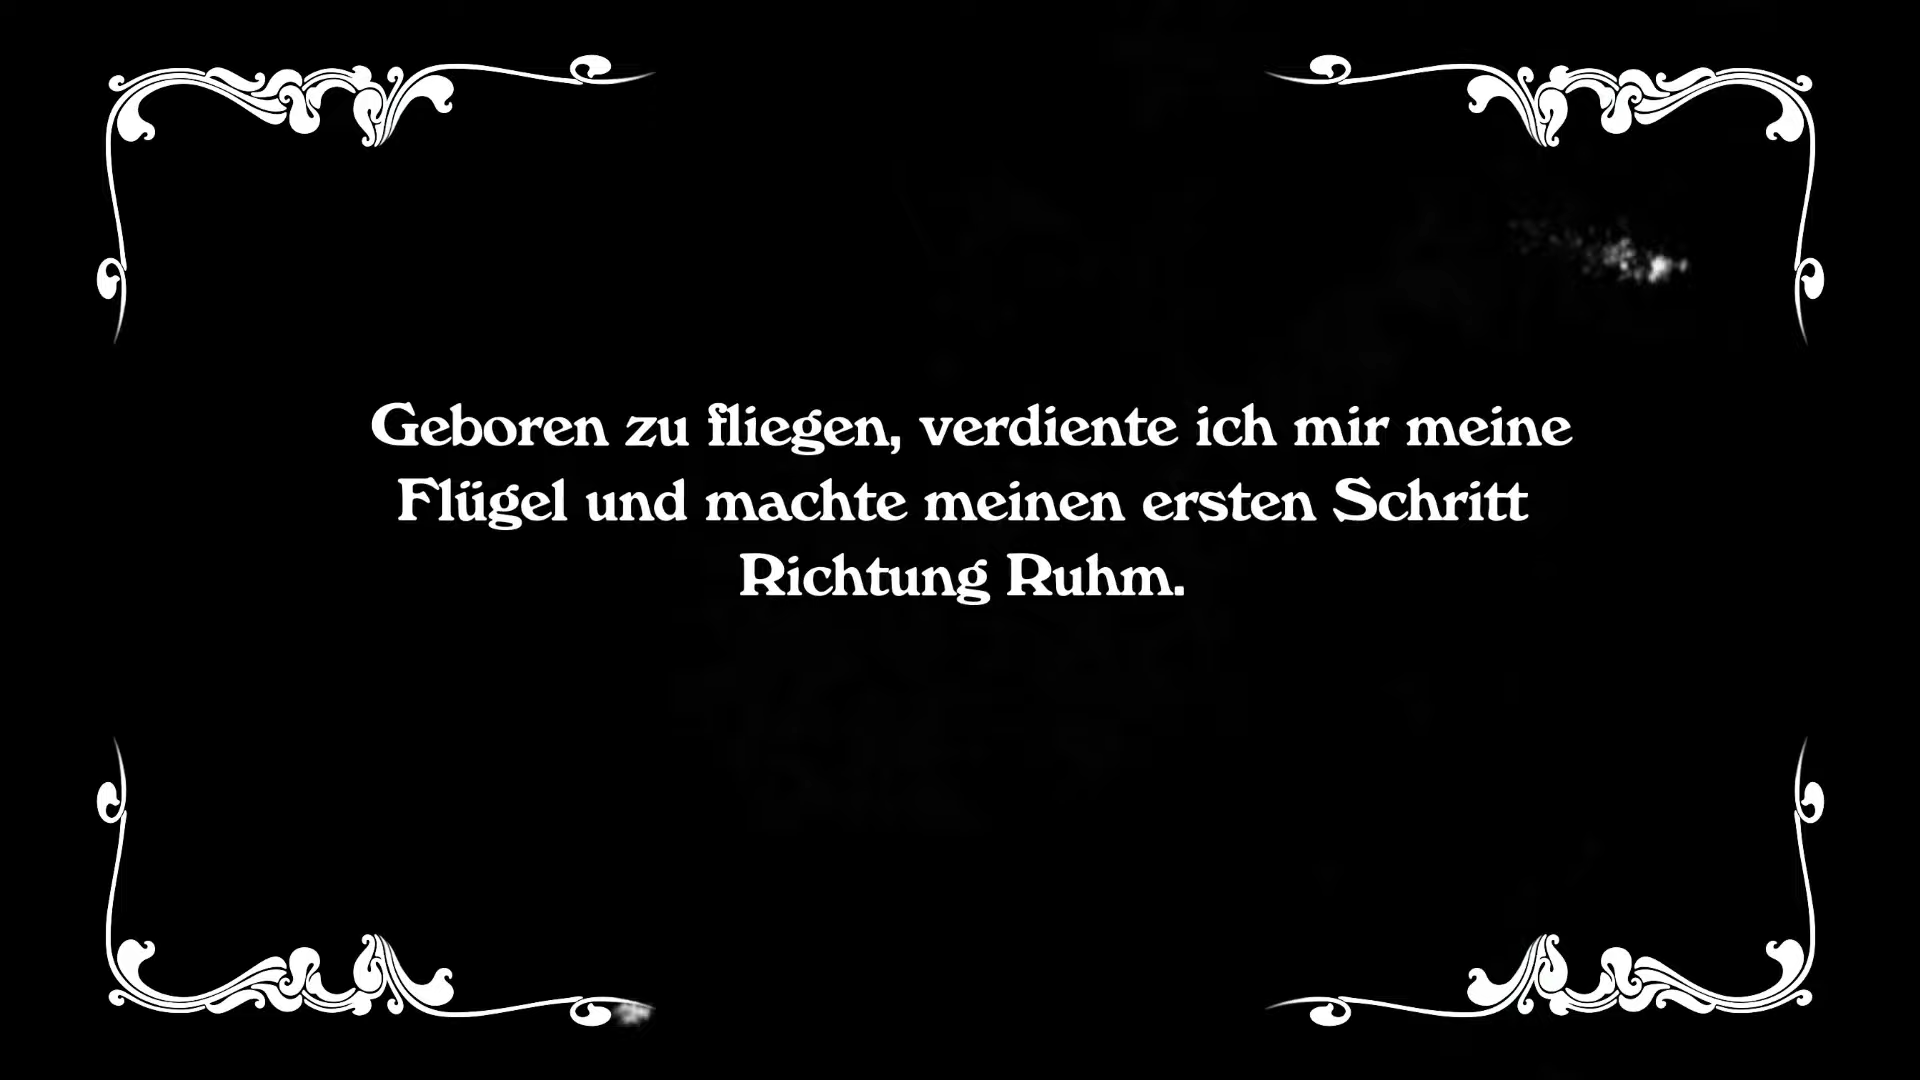 Geboren zu fliegen, verdiente ich mir meine
Flügel und machte meinen ersten Schritt
Richtung Ruhm.